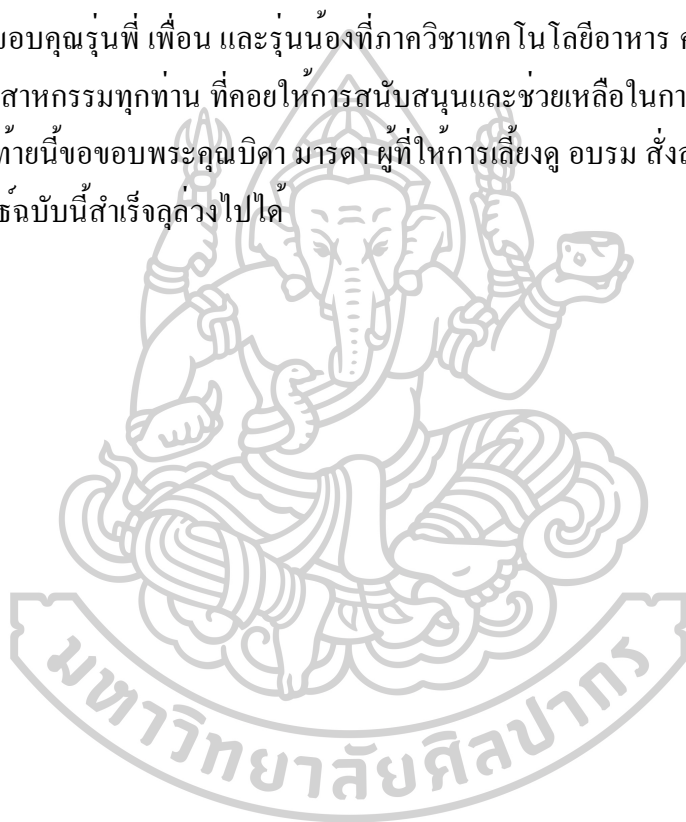 ขอบคุณรุ่นพี่ เพื่อน และรุ่นน้องที่ภาควิชาเทคโนโลยีอาหาร
สาหกรรมทุกท่าน ที่คอยให้การสนับสนุนและช่วยเหลือในกา
ท้ายนี้ขอขอบพระคุณบิดา มารดา ผู้ที่ให้การเลี้ยงดู อบรม สั่งส
ธ์ฉบับนี้สำเร็จลุล่วงไปได้
มหาวิทยาลัยศิลปากร